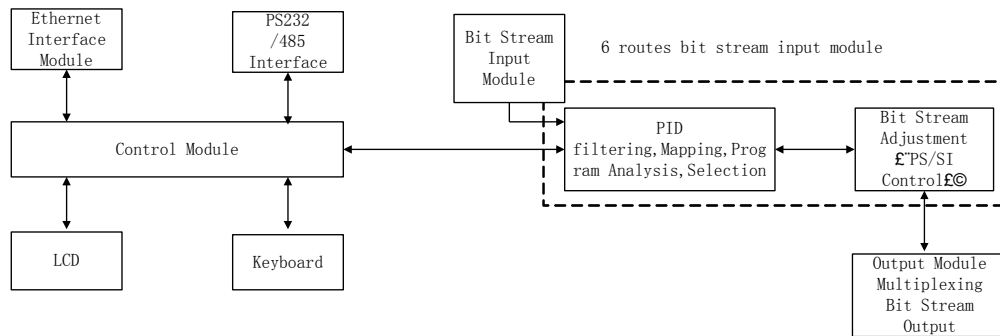 Ethernet
Interface
Module
PS232
/485
Interface
Bit Stream
Input
Module
6 routes bit stream input module
Control Module
PID
filtering,Mapping,Prog
ram Analysis,Selection
Bit Stream
Adjustment
£¨PS/SI
Control£©
LCD
Keyboard
Output Module
Multiplexing
Bit Stream
Output